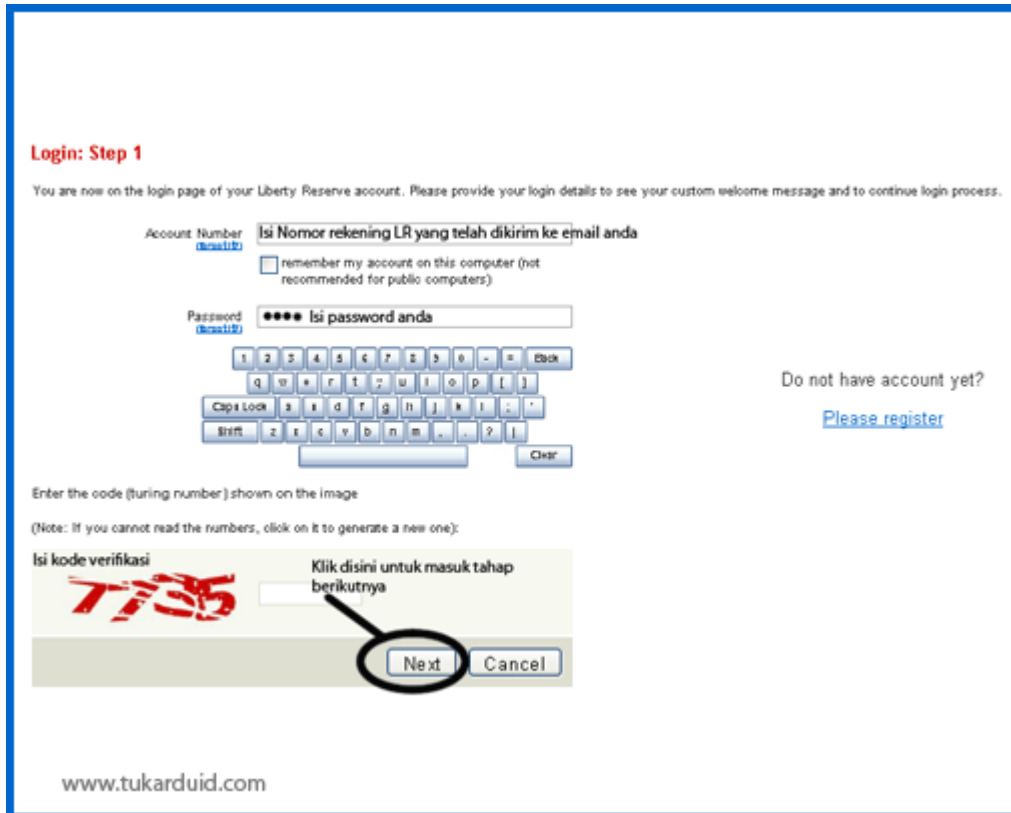 Login: Step 1
You are now on the login page of your Liberty Reserve account. Please provide your login details to see your custom welcome message and to continue login process.
Account Number Isi Nomor rekening LR yang telah dikirim ke email anda
remember my account on this computer (not
recommended for public computers)
Password •••• Isi password anda
1 2 3 4 5 6 7 8 9 0 - = Back
q w e r t y u i o p [ ]
Caps Lock a s d f g h j k l ; '
Shift z x c v b n m , . ?
Clear
Do not have account yet?
Please register
Enter the code (turing number) shown on the image
(Note: If you cannot read the numbers, click on it to generate a new one):
Isi kode verifikasi
7735
Klik disini untuk masuk tahap
berikutnya
Next Cancel
www.tukarduid.com